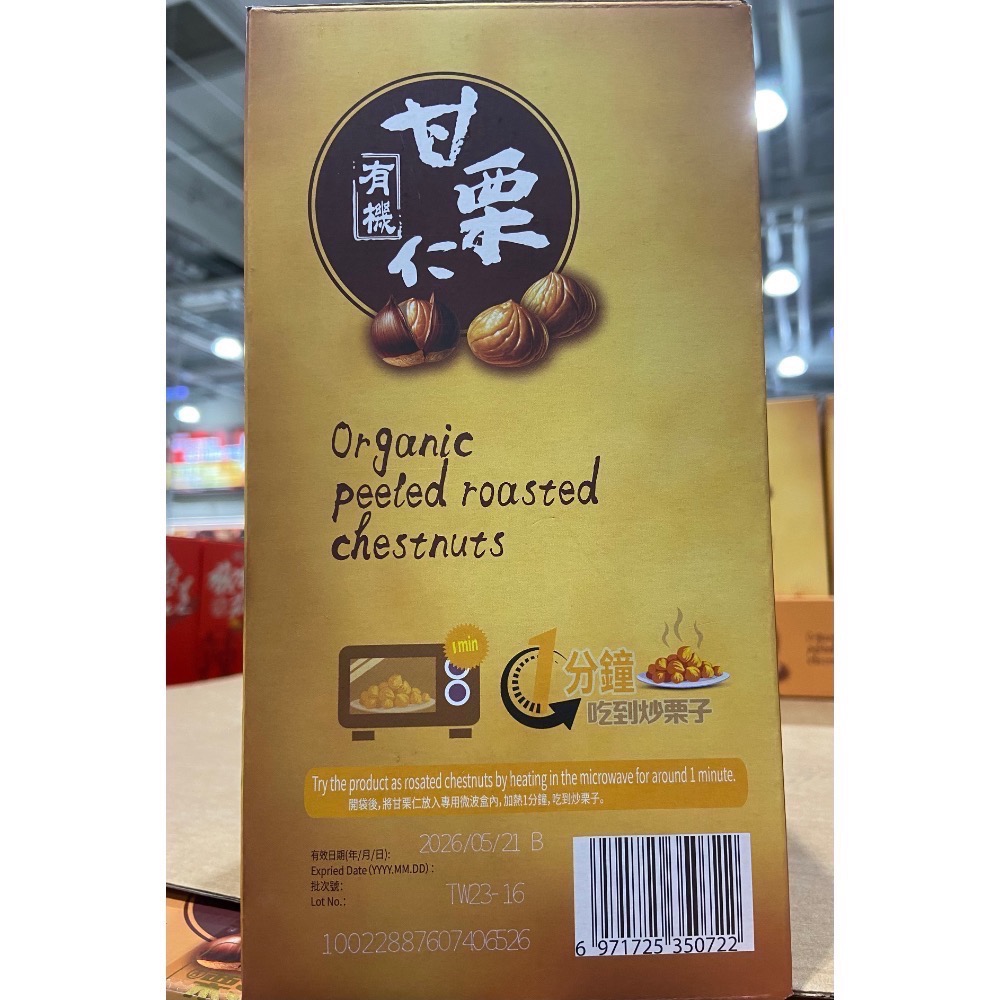 甘栗仁
有機
Organic
peeled roasted
chestnuts
1 min
1分鐘
吃到炒栗子
Try the product as rosated chestnuts by heating in the microwave for around 1 minute.
開袋後，將甘栗仁放入專用微波盒內，加熱1分鐘，吃到炒栗子。
有效日期(年/月/日): 2026/05/21 B
Expried Date (YYYY.MM.DD) :
批次號:
Lot No.: TW23-16
10022887607406526
6 971725 350722